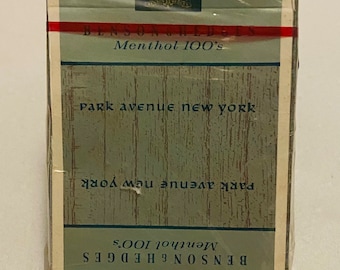 BENSON & HEDGES
Menthol 100's
PARK AVENUE NEW YORK
PARK AVENUE NEW YORK
Menthol 100's
BENSON & HEDGES